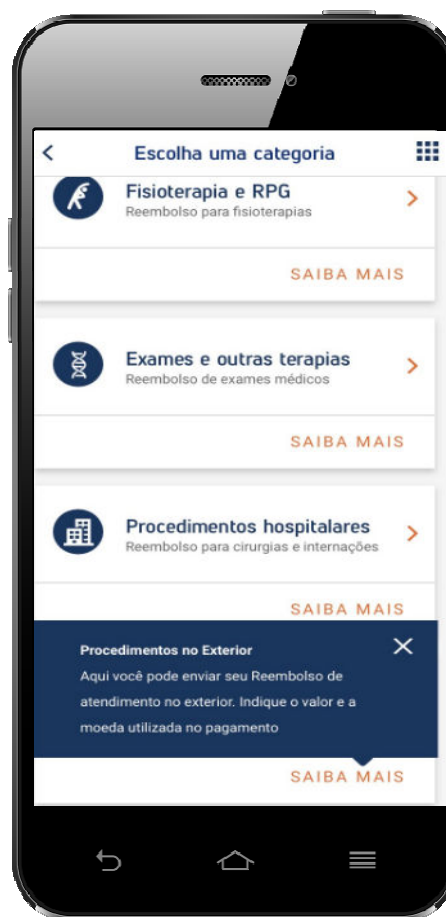 Escolha uma categoria
Fisioterapia e RPG
Reembolso para fisioterapias
SAIBA MAIS
Exames e outras terapias
Reembolso de exames médicos
SAIBA MAIS
Procedimentos hospitalares
Reembolso para cirurgias e internações
SAIBA MAIS
Procedimentos no Exterior
Aqui você pode enviar seu Reembolso de
atendimento no exterior. Indique o valor e a
moeda utilizada no pagamento
SAIBA MAIS